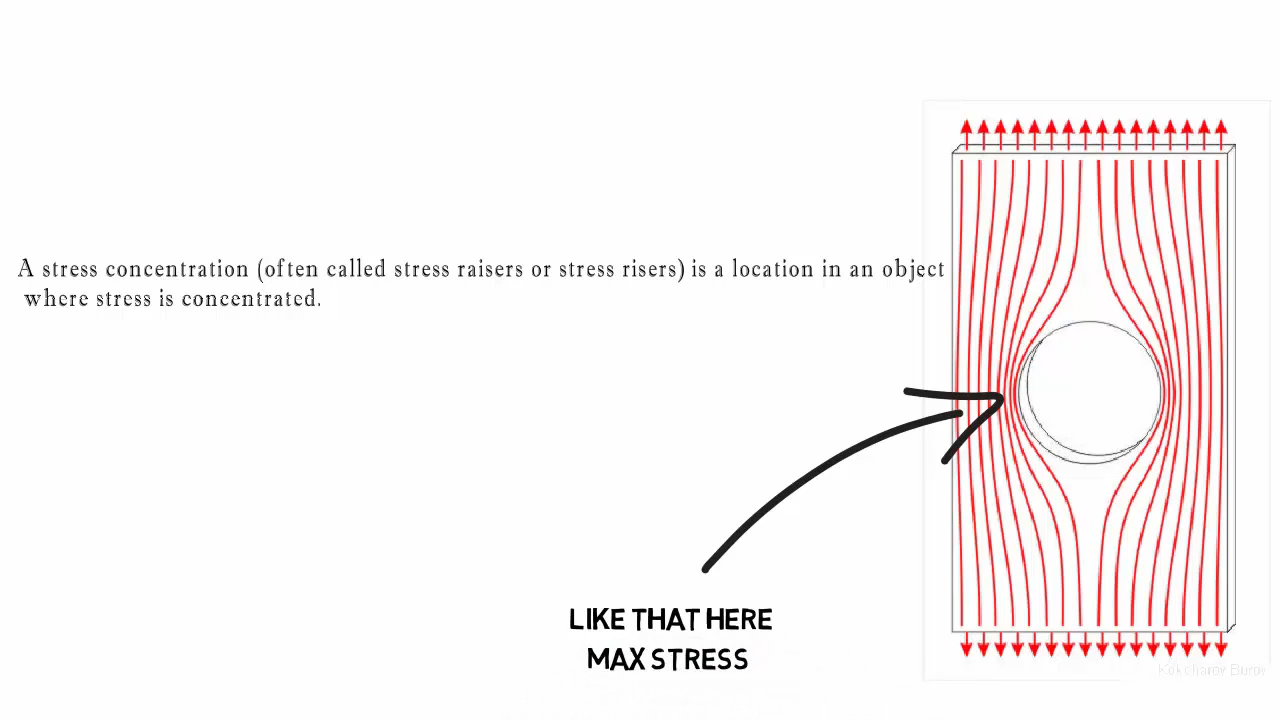 A stress concentration (often called stress raisers or stress risers) is a location in an object
where stress is concentrated.
LIKE THAT HERE
MAX STRESS